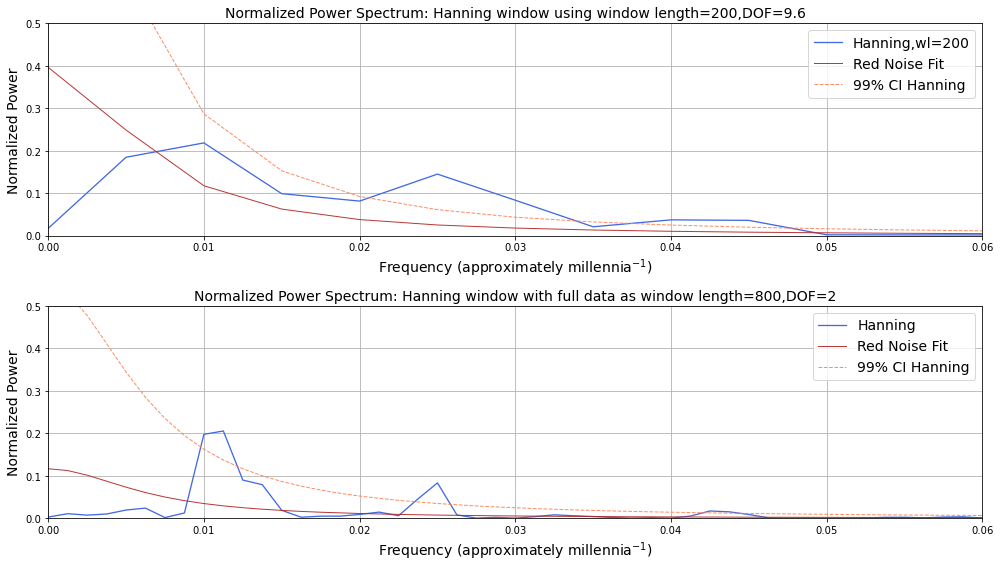 Normalized Power Spectrum: Hanning window using window length=200,DOF=9.6
Normalized Power
0.5
0.4
0.3
0.2
0.1
0.0
Hanning,wl=200
Red Noise Fit
99% CI Hanning
0.00 0.01 0.02 0.03 0.04 0.05 0.06
Frequency (approximately millennia⁻¹)
Normalized Power Spectrum: Hanning window with full data as window length=800,DOF=2
Normalized Power
0.5
0.4
0.3
0.2
0.1
0.0
Hanning
Red Noise Fit
99% CI Hanning
0.00 0.01 0.02 0.03 0.04 0.05 0.06
Frequency (approximately millennia⁻¹)